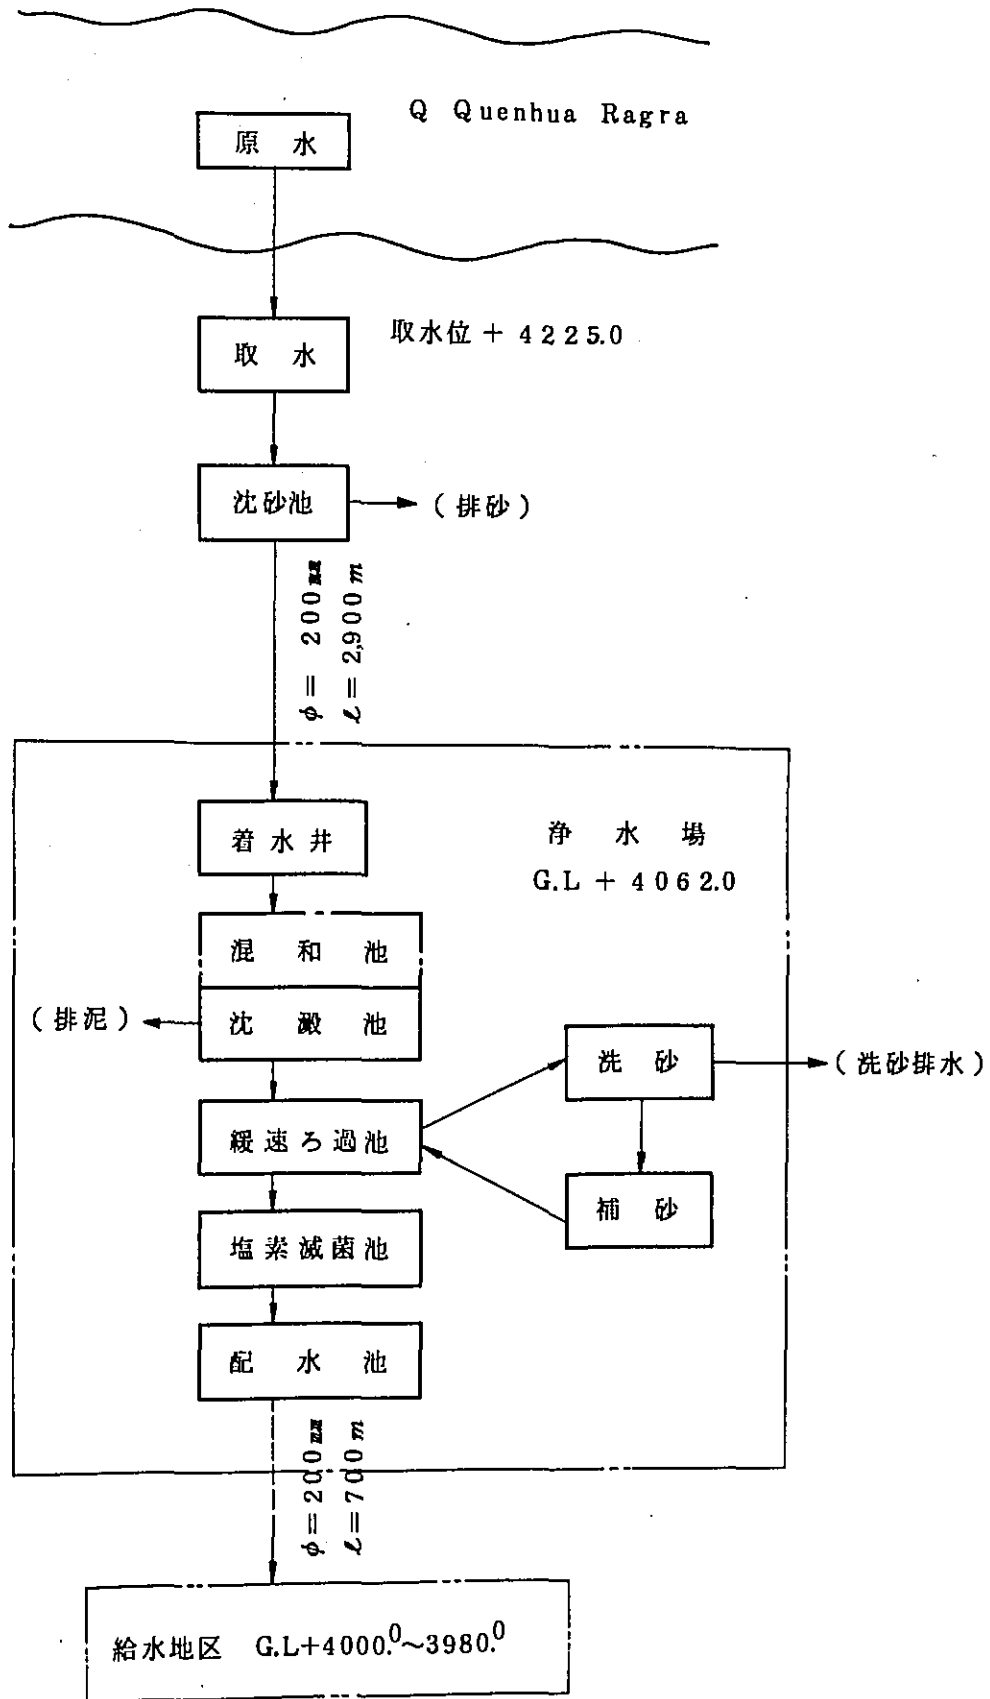 Q Quenhua Ragra
原水
取水
取水位 + 4225.0
沈砂池
(排砂)
φ = 200mm
ℓ = 2,900m
着水井
浄水場
G.L + 4062.0
混和池
沈澱池
(排泥)
洗砂
(洗砂排水)
緩速ろ過池
補砂
塩素滅菌池
配水池
φ=200mm
ℓ=700m
給水地区 G.L+4000.0~3980.0